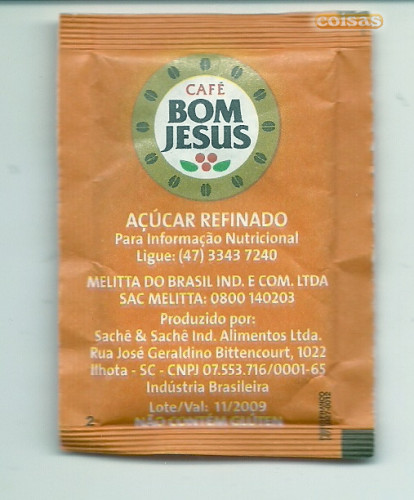 coisas
CAFÉ
BOM
JESUS
AÇÚCAR REFINADO
Para Informação Nutricional
Ligue: (47) 3343 7240
MELITTA DO BRASIL IND. E COM. LTDA
SAC MELITTA: 0800 140203
Produzido por:
Sachê & Sachê Ind. Alimentos Ltda.
Rua José Geraldino Bittencourt, 1022
Ilhota - SC - CNPJ 07.553.716/0001-65
Indústria Brasileira
Lote/Val: 11/2009
NÃO CONTÉM GLÚTEN
2